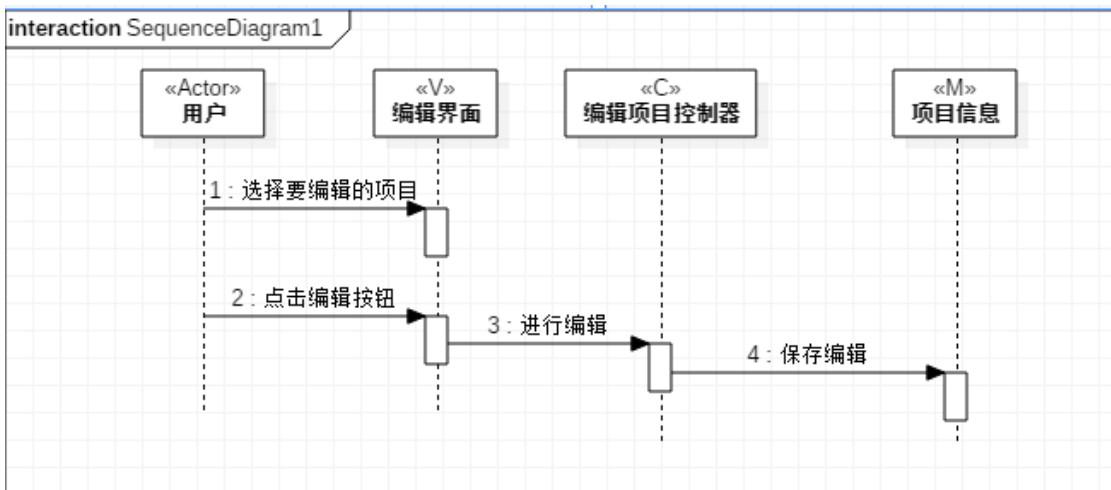 interaction SequenceDiagram1
«Actor»
用户
«V»
编辑界面
«C»
编辑项目控制器
«M»
项目信息
1 : 选择要编辑的项目
2 : 点击编辑按钮
3 : 进行编辑
4 : 保存编辑